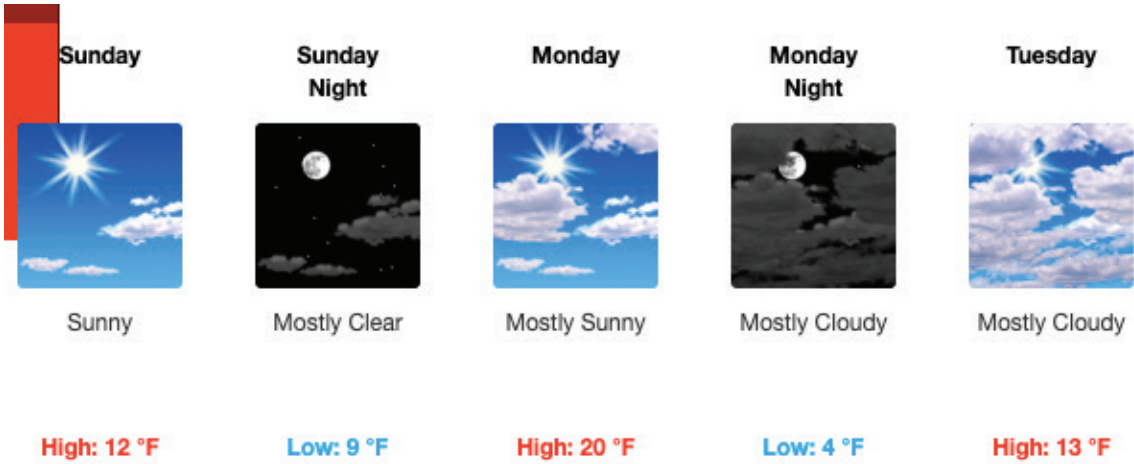 Sunday
Sunday
Night
Monday
Monday
Night
Tuesday
Sunny
Mostly Clear
Mostly Sunny
Mostly Cloudy
Mostly Cloudy
High: 12 °F
Low: 9 °F
High: 20 °F
Low: 4 °F
High: 13 °F